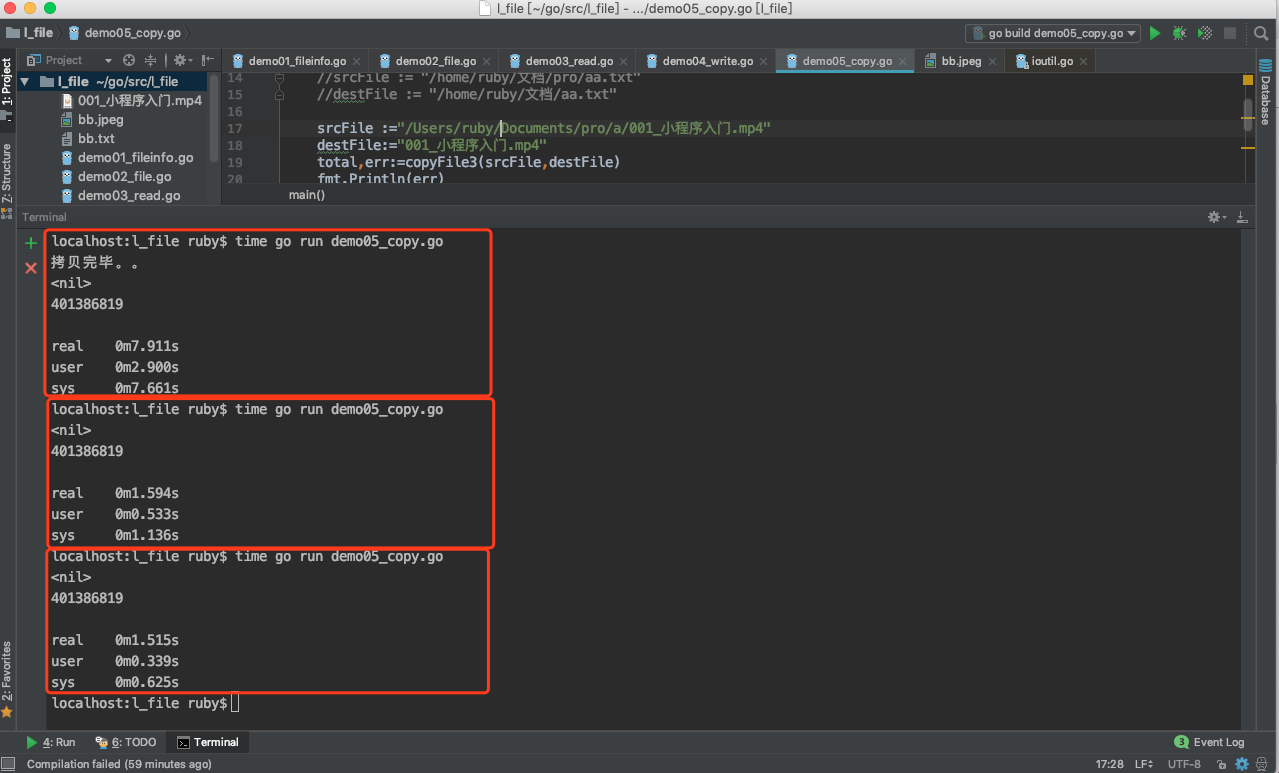 l_file [~/go/src/l_file] - .../demo05_copy.go [l_file]
l_file demo05_copy.go go build demo05_copy.go
Project demo01_fileinfo.go demo02_file.go demo03_read.go demo04_write.go demo05_copy.go bb.jpeg ioutil.go
1: Project
Z: Structure
2: Favorites
Database
l_file ~/go/src/l_file
001_小程序入门.mp4
bb.jpeg
bb.txt
demo01_fileinfo.go
demo02_file.go
demo03_read.go
14 //srcFile := "/home/ruby/文档/pro/aa.txt"
15 //destFile := "/home/ruby/文档/aa.txt"
16
17 srcFile :="/Users/ruby/Documents/pro/a/001_小程序入门.mp4"
18 destFile:="001_小程序入门.mp4"
19 total,err:=copyFile3(srcFile,destFile)
20 fmt.Println(err)
main()
Terminal
localhost:l_file ruby$ time go run demo05_copy.go
拷贝完毕。。
<nil>
401386819
real 0m7.911s
user 0m2.900s
sys 0m7.661s
localhost:l_file ruby$ time go run demo05_copy.go
<nil>
401386819
real 0m1.594s
user 0m0.533s
sys 0m1.136s
localhost:l_file ruby$ time go run demo05_copy.go
<nil>
401386819
real 0m1.515s
user 0m0.339s
sys 0m0.625s
localhost:l_file ruby$
4: Run 6: TODO Terminal 3 Event Log
Compilation failed (59 minutes ago) 17:28 LF UTF-8